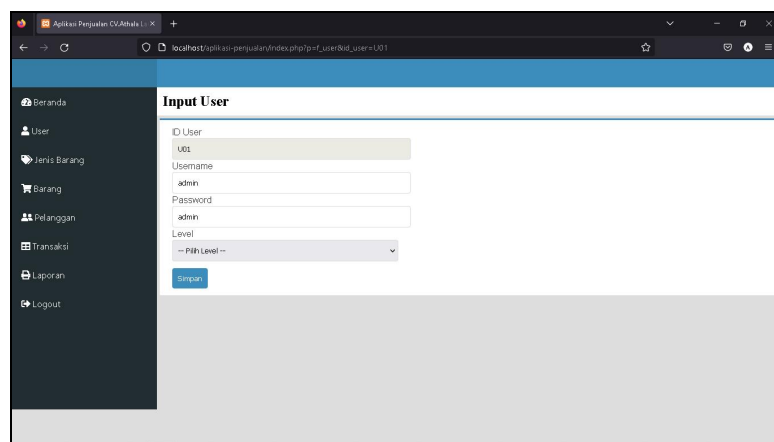 Aplikasi Penjualan CV.Athala
localhost/aplikasi-penjualan/index.php?p=f_user&id_user=U01
Beranda
User
Jenis Barang
Barang
Pelanggan
Transaksi
Laporan
Logout
Input User
ID User
U01
Username
admin
Password
admin
Level
-- Pilih Level --
Simpan